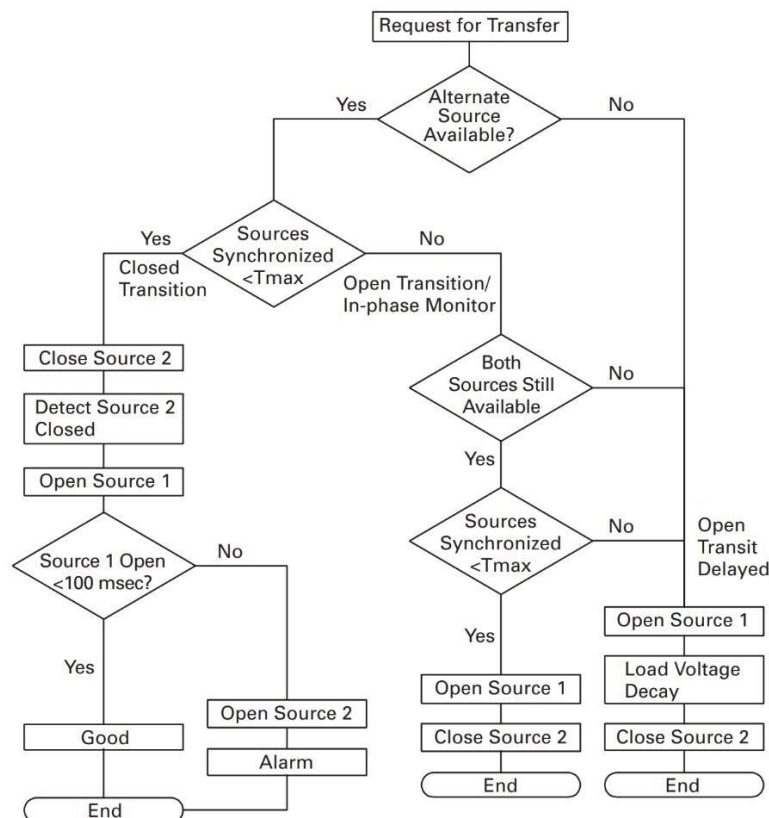 Request for Transfer
Yes
Alternate
Source
Available?
No
Yes
Closed
Transition
Sources
Synchronized
<Tmax
No
Open Transition/
In-phase Monitor
Close Source 2
Detect Source 2
Closed
Open Source 1
Source 1 Open
<100 msec?
No
Yes
Good
Open Source 2
Alarm
End
Both
Sources Still
Available
No
Yes
Sources
Synchronized
<Tmax
No
Yes
Open Source 1
Close Source 2
End
Open
Transit
Delayed
Open Source 1
Load Voltage
Decay
Close Source 2
End